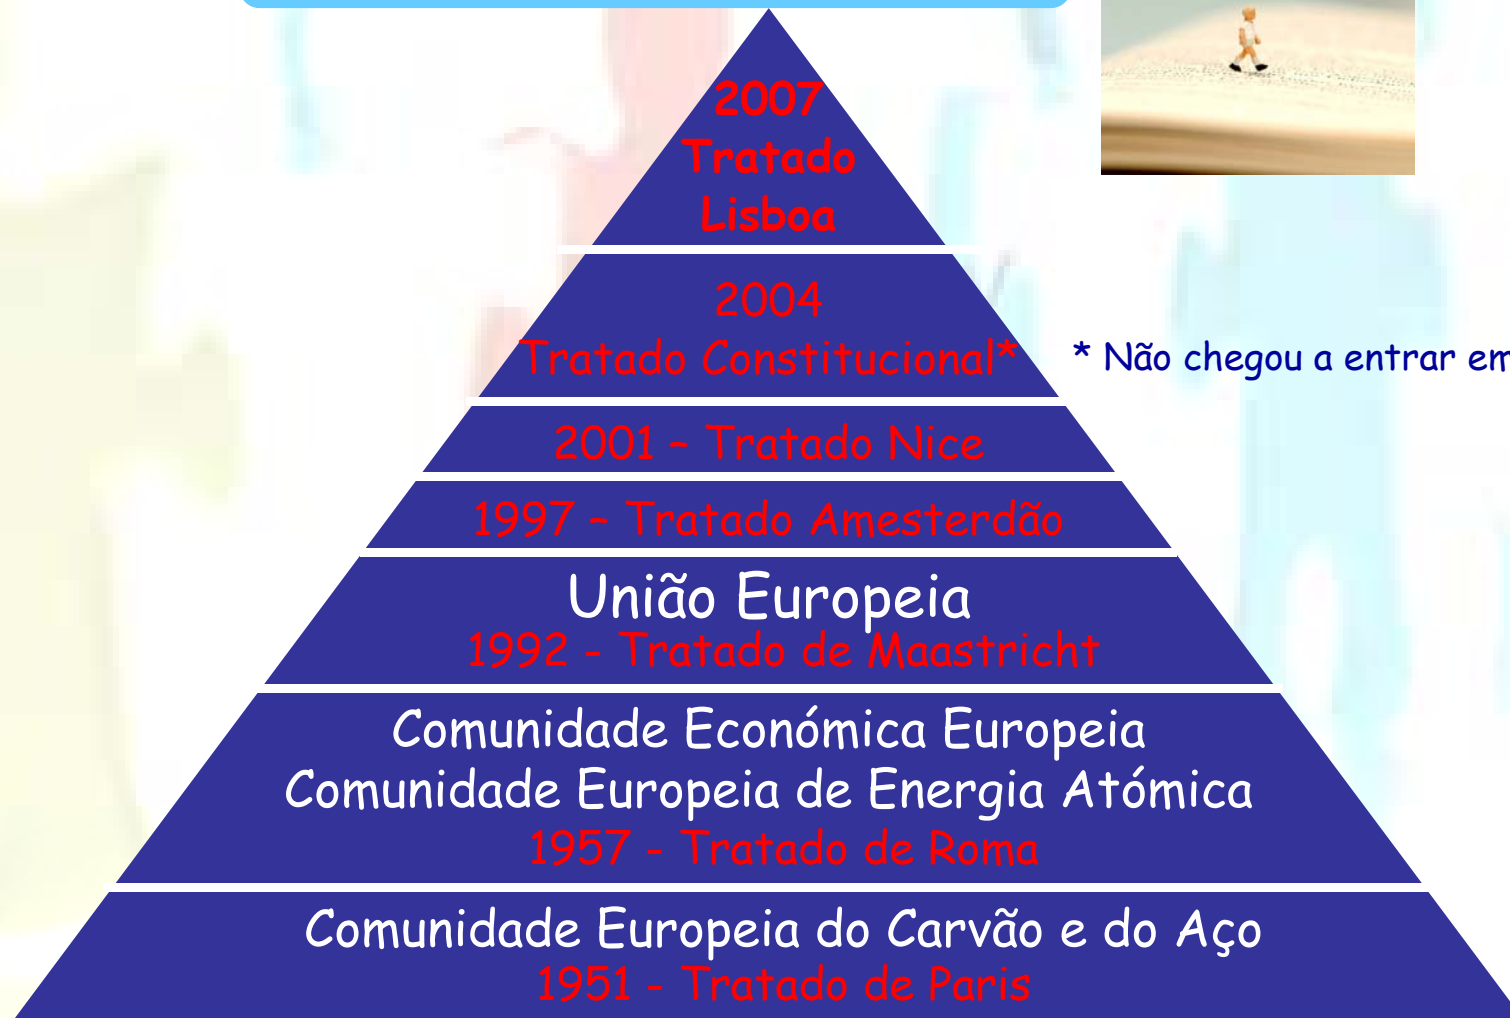 2007
Tratado
Lisboa
2004
Tratado Constitucional*
* Não chegou a entrar em
2001 – Tratado Nice
1997 – Tratado Amesterdão
União Europeia
1992 - Tratado de Maastricht
Comunidade Económica Europeia
Comunidade Europeia de Energia Atómica
1957 - Tratado de Roma
Comunidade Europeia do Carvão e do Aço
1951 - Tratado de Paris